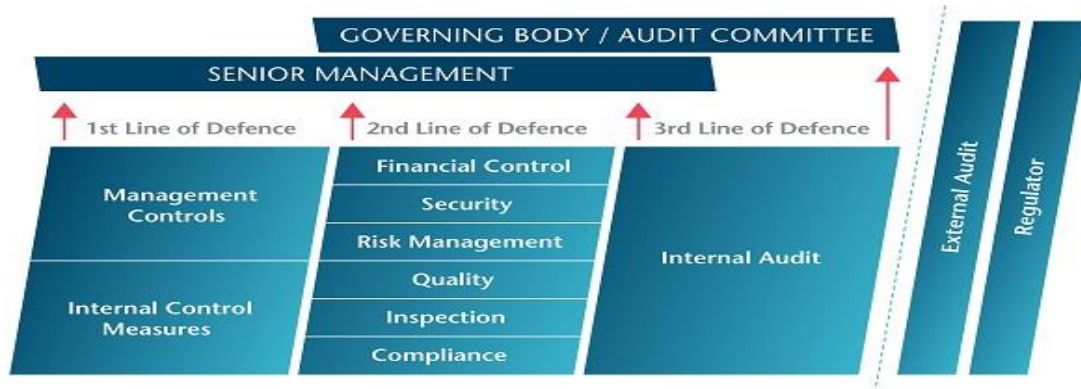 GOVERNING BODY / AUDIT COMMITTEE
SENIOR MANAGEMENT
1st Line of Defence
2nd Line of Defence
3rd Line of Defence
Management
Controls
Internal Control
Measures
Financial Control
Security
Risk Management
Quality
Inspection
Compliance
Internal Audit
External Audit
Regulator